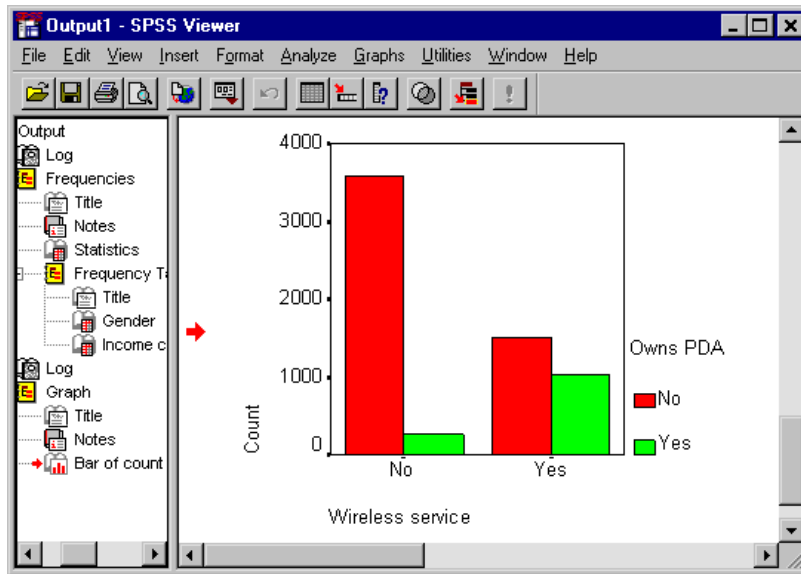 Output1 - SPSS Viewer
File Edit View Insert Format Analyze Graphs Utilities Window Help
Output
Log
Frequencies
Title
Notes
Statistics
Frequency Ta
Title
Gender
Income c
Log
Graph
Title
Notes
Bar of count
4000
3000
2000
1000
0
Count
No
Yes
Wireless service
Owns PDA
No
Yes